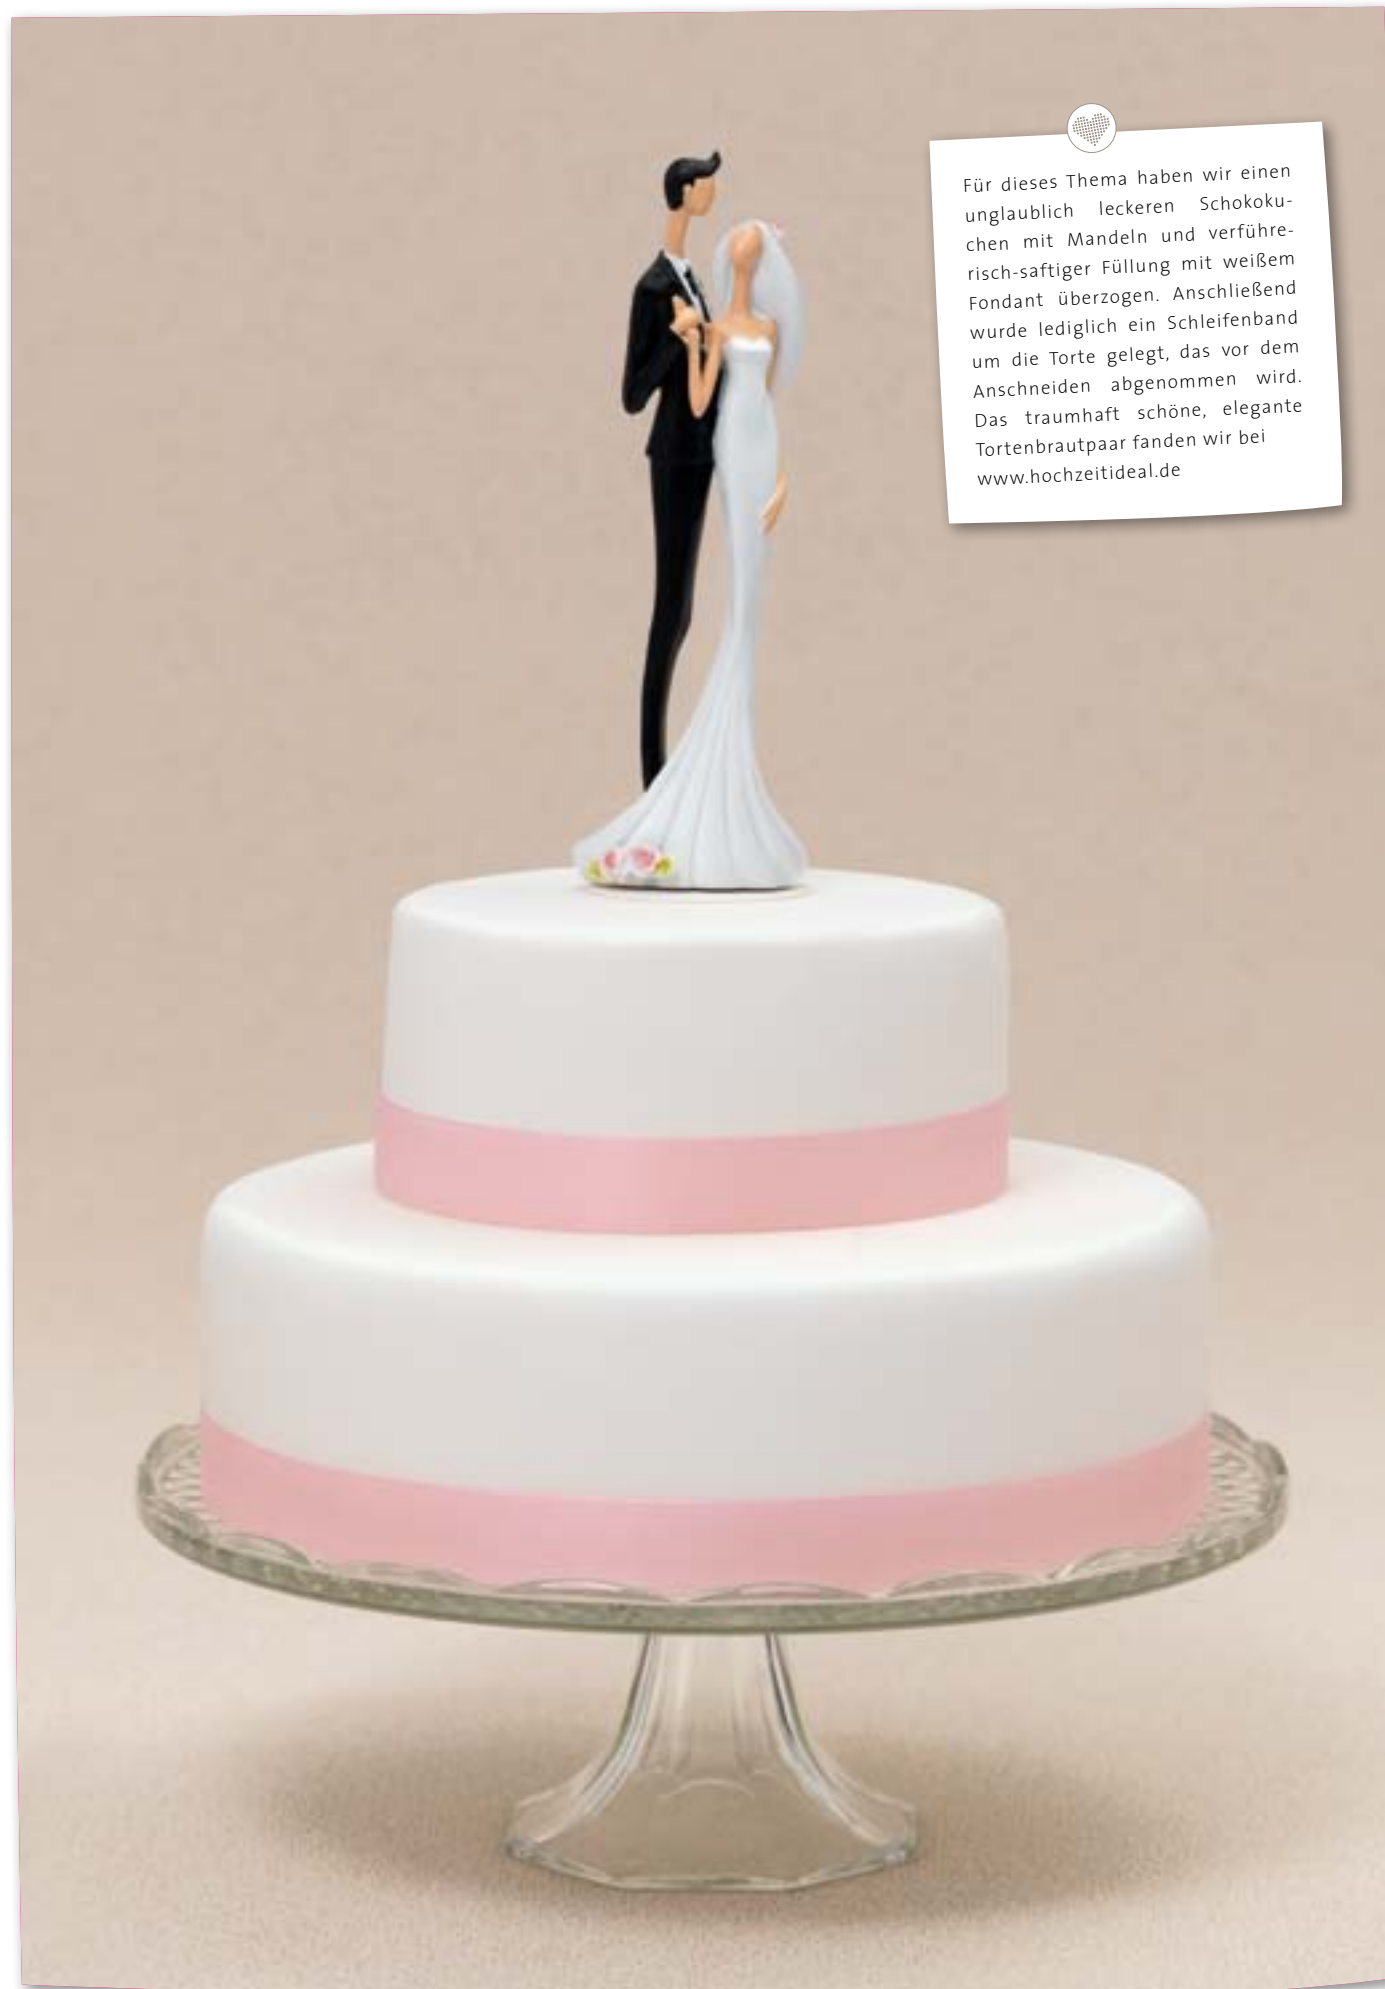 Für dieses Thema haben wir einen
unglaublich leckeren Schokoku-
chen mit Mandeln und verführe-
risch-saftiger Füllung mit weißem
Fondant überzogen. Anschließend
wurde lediglich ein Schleifenband
um die Torte gelegt, das vor dem
Anschneiden abgenommen wird.
Das traumhaft schöne, elegante
Tortenbrautpaar fanden wir bei
www.hochzeitideal.de